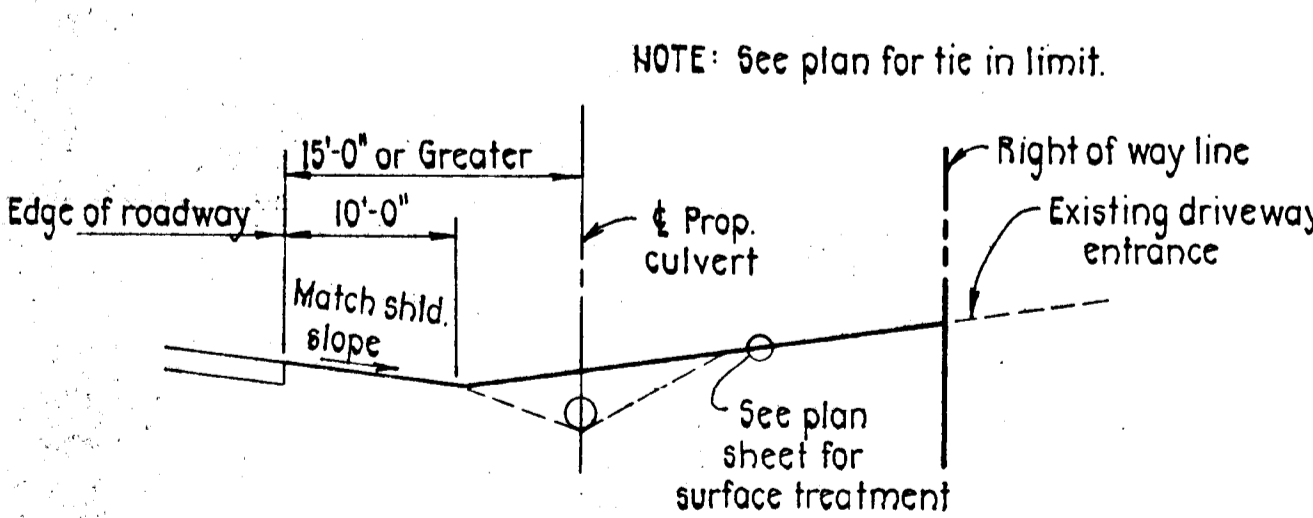 NOTE: See plan for tie in limit.
15'-0" or Greater
Right of way line
Edge of roadway
10'-0"
℄ Prop.
culvert
Existing driveway
entrance
Match shld.
slope
See plan
sheet for
surface treatment